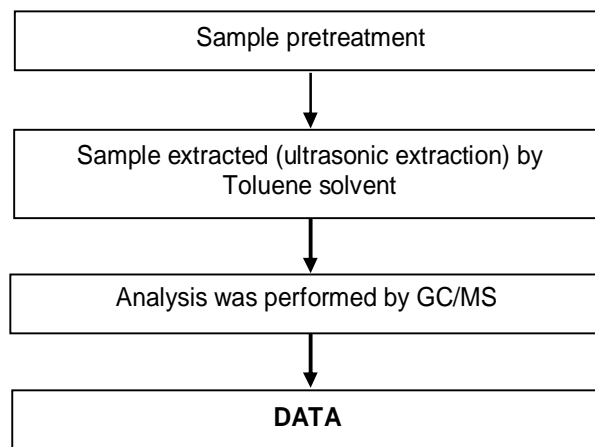 Sample pretreatment
Sample extracted (ultrasonic extraction) by
Toluene solvent
Analysis was performed by GC/MS
DATA